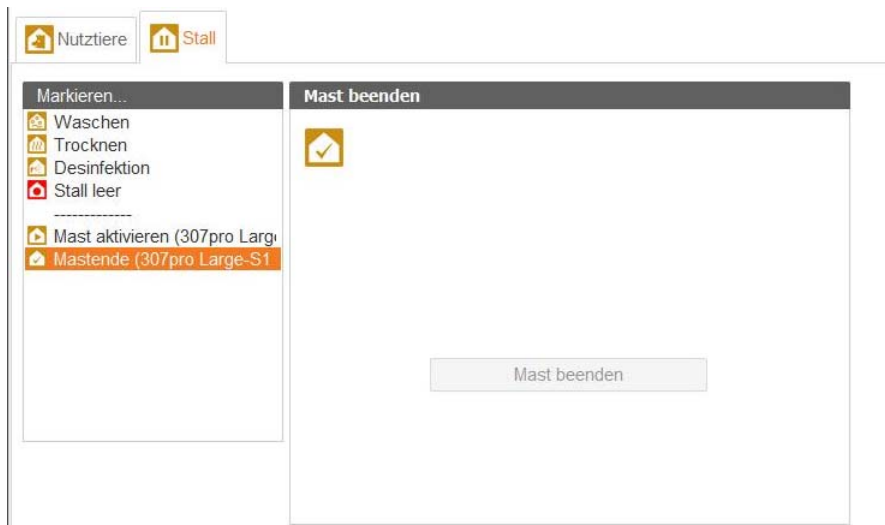 Nutztiere
Stall
Markieren...
Waschen
Trocknen
Desinfektion
Stall leer
-------------
Mast aktivieren (307pro Larg
Mastende (307pro Large-S1
Mast beenden
Mast beenden